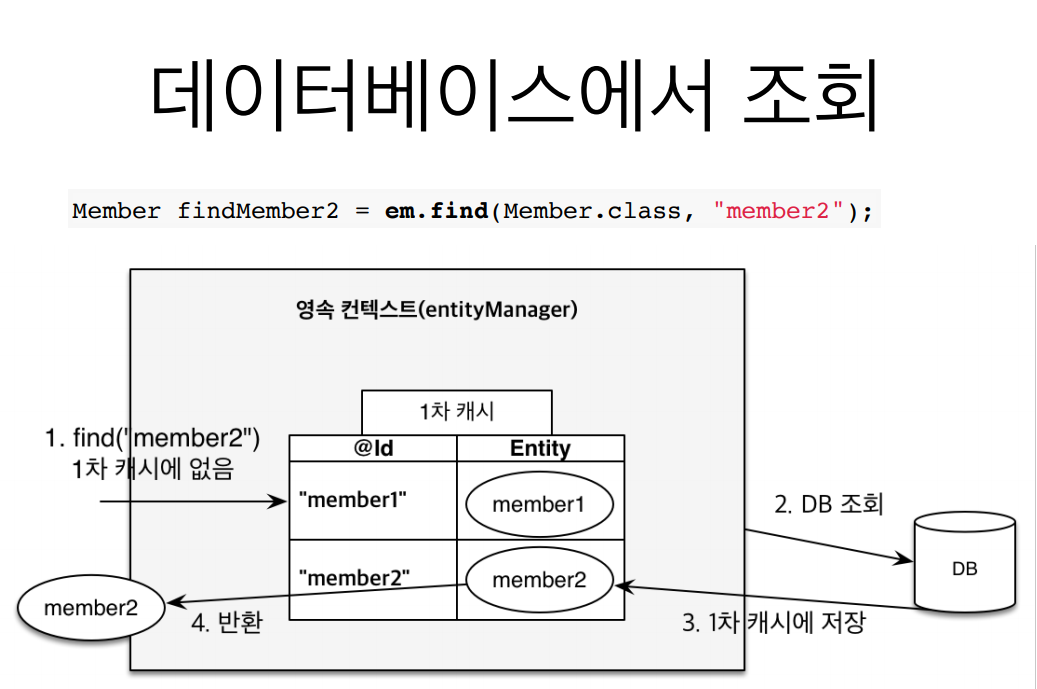 데이터베이스에서 조회
Member findMember2 = em.find(Member.class, "member2");
영속 컨텍스트(entityManager)
1차 캐시
1. find("member2")
1차 캐시에 없음
@Id Entity
"member1" member1
2. DB 조회
DB
"member2" member2
member2
4. 반환
3. 1차 캐시에 저장